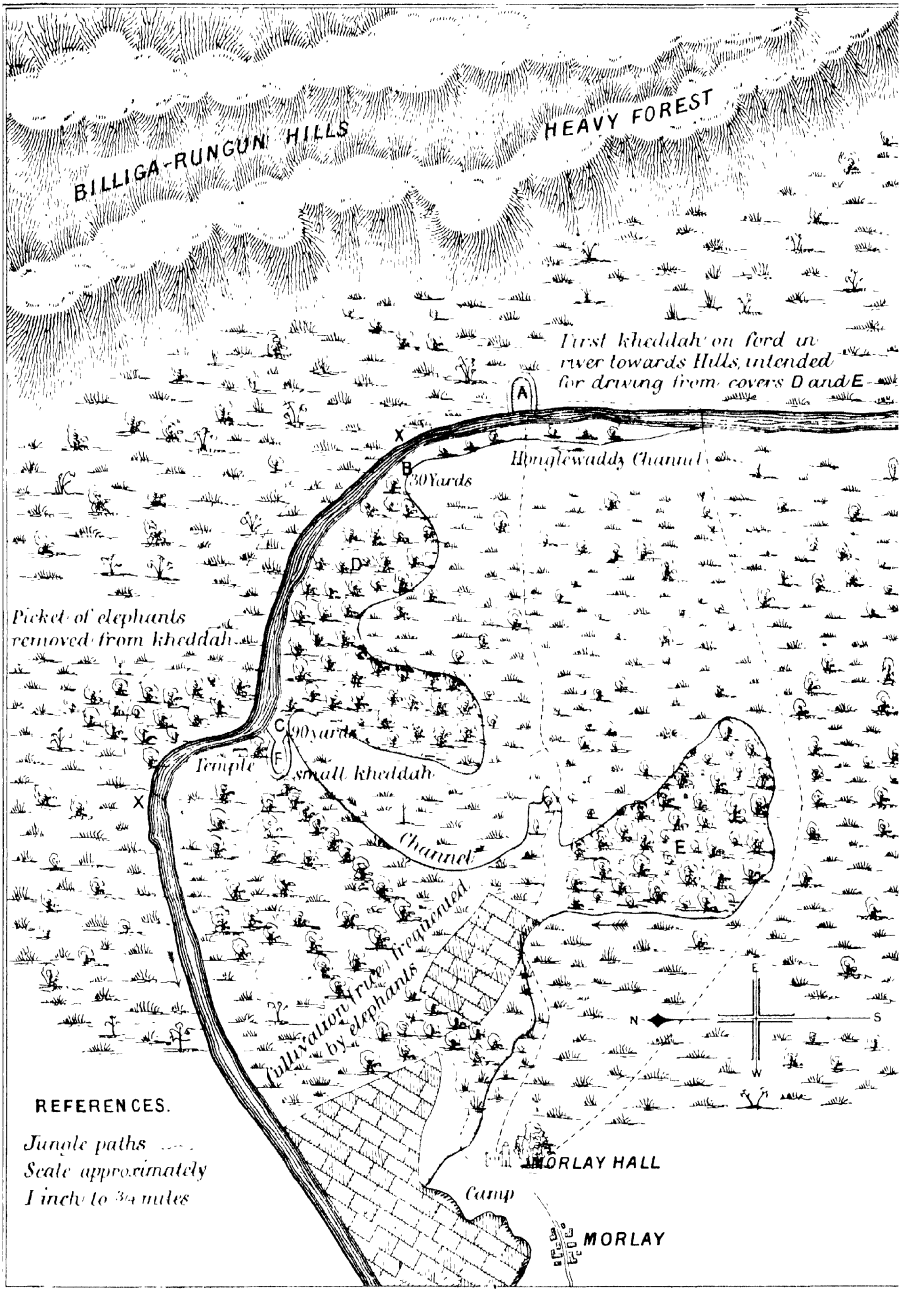 BILLIGA-RUNGUN HILLS
HEAVY FOREST
First kheddah on ford in
river towards Hills, intended
for driving from covers D and E
A
X
B
Honglewaddy Channel
30 Yards
D
Picket of elephants
removed from kheddah
C
90 yards
F
Temple
small kheddah
X
Channel
E
Cultivation (rice) frequented
by elephants
E
N
S
W
REFERENCES.
Jungle paths ....
Scale approximately
1 inch to 3/4 miles
MORLAY HALL
Camp
MORLAY